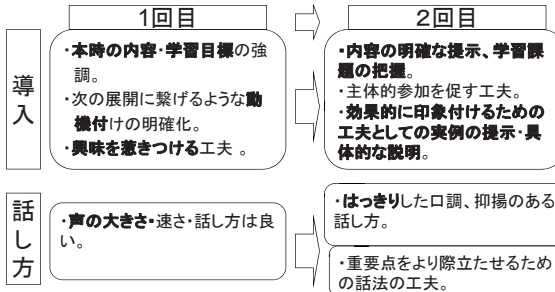 1回目
2回目
導入
・本時の内容・学習目標の強
調。
・次の展開に繋げるような動
機付けの明確化。
・興味を惹きつける工夫 。
・内容の明確な提示、学習課
題の把握。
・主体的参加を促す工夫。
・効果的に印象付けるための
工夫としての実例の提示・具
体的な説明。
話し方
・声の大きさ・速さ・話し方は良
い。
・はっきりした口調、抑揚のある
話し方。
・重要点をより際立たせるため
の話法の工夫。